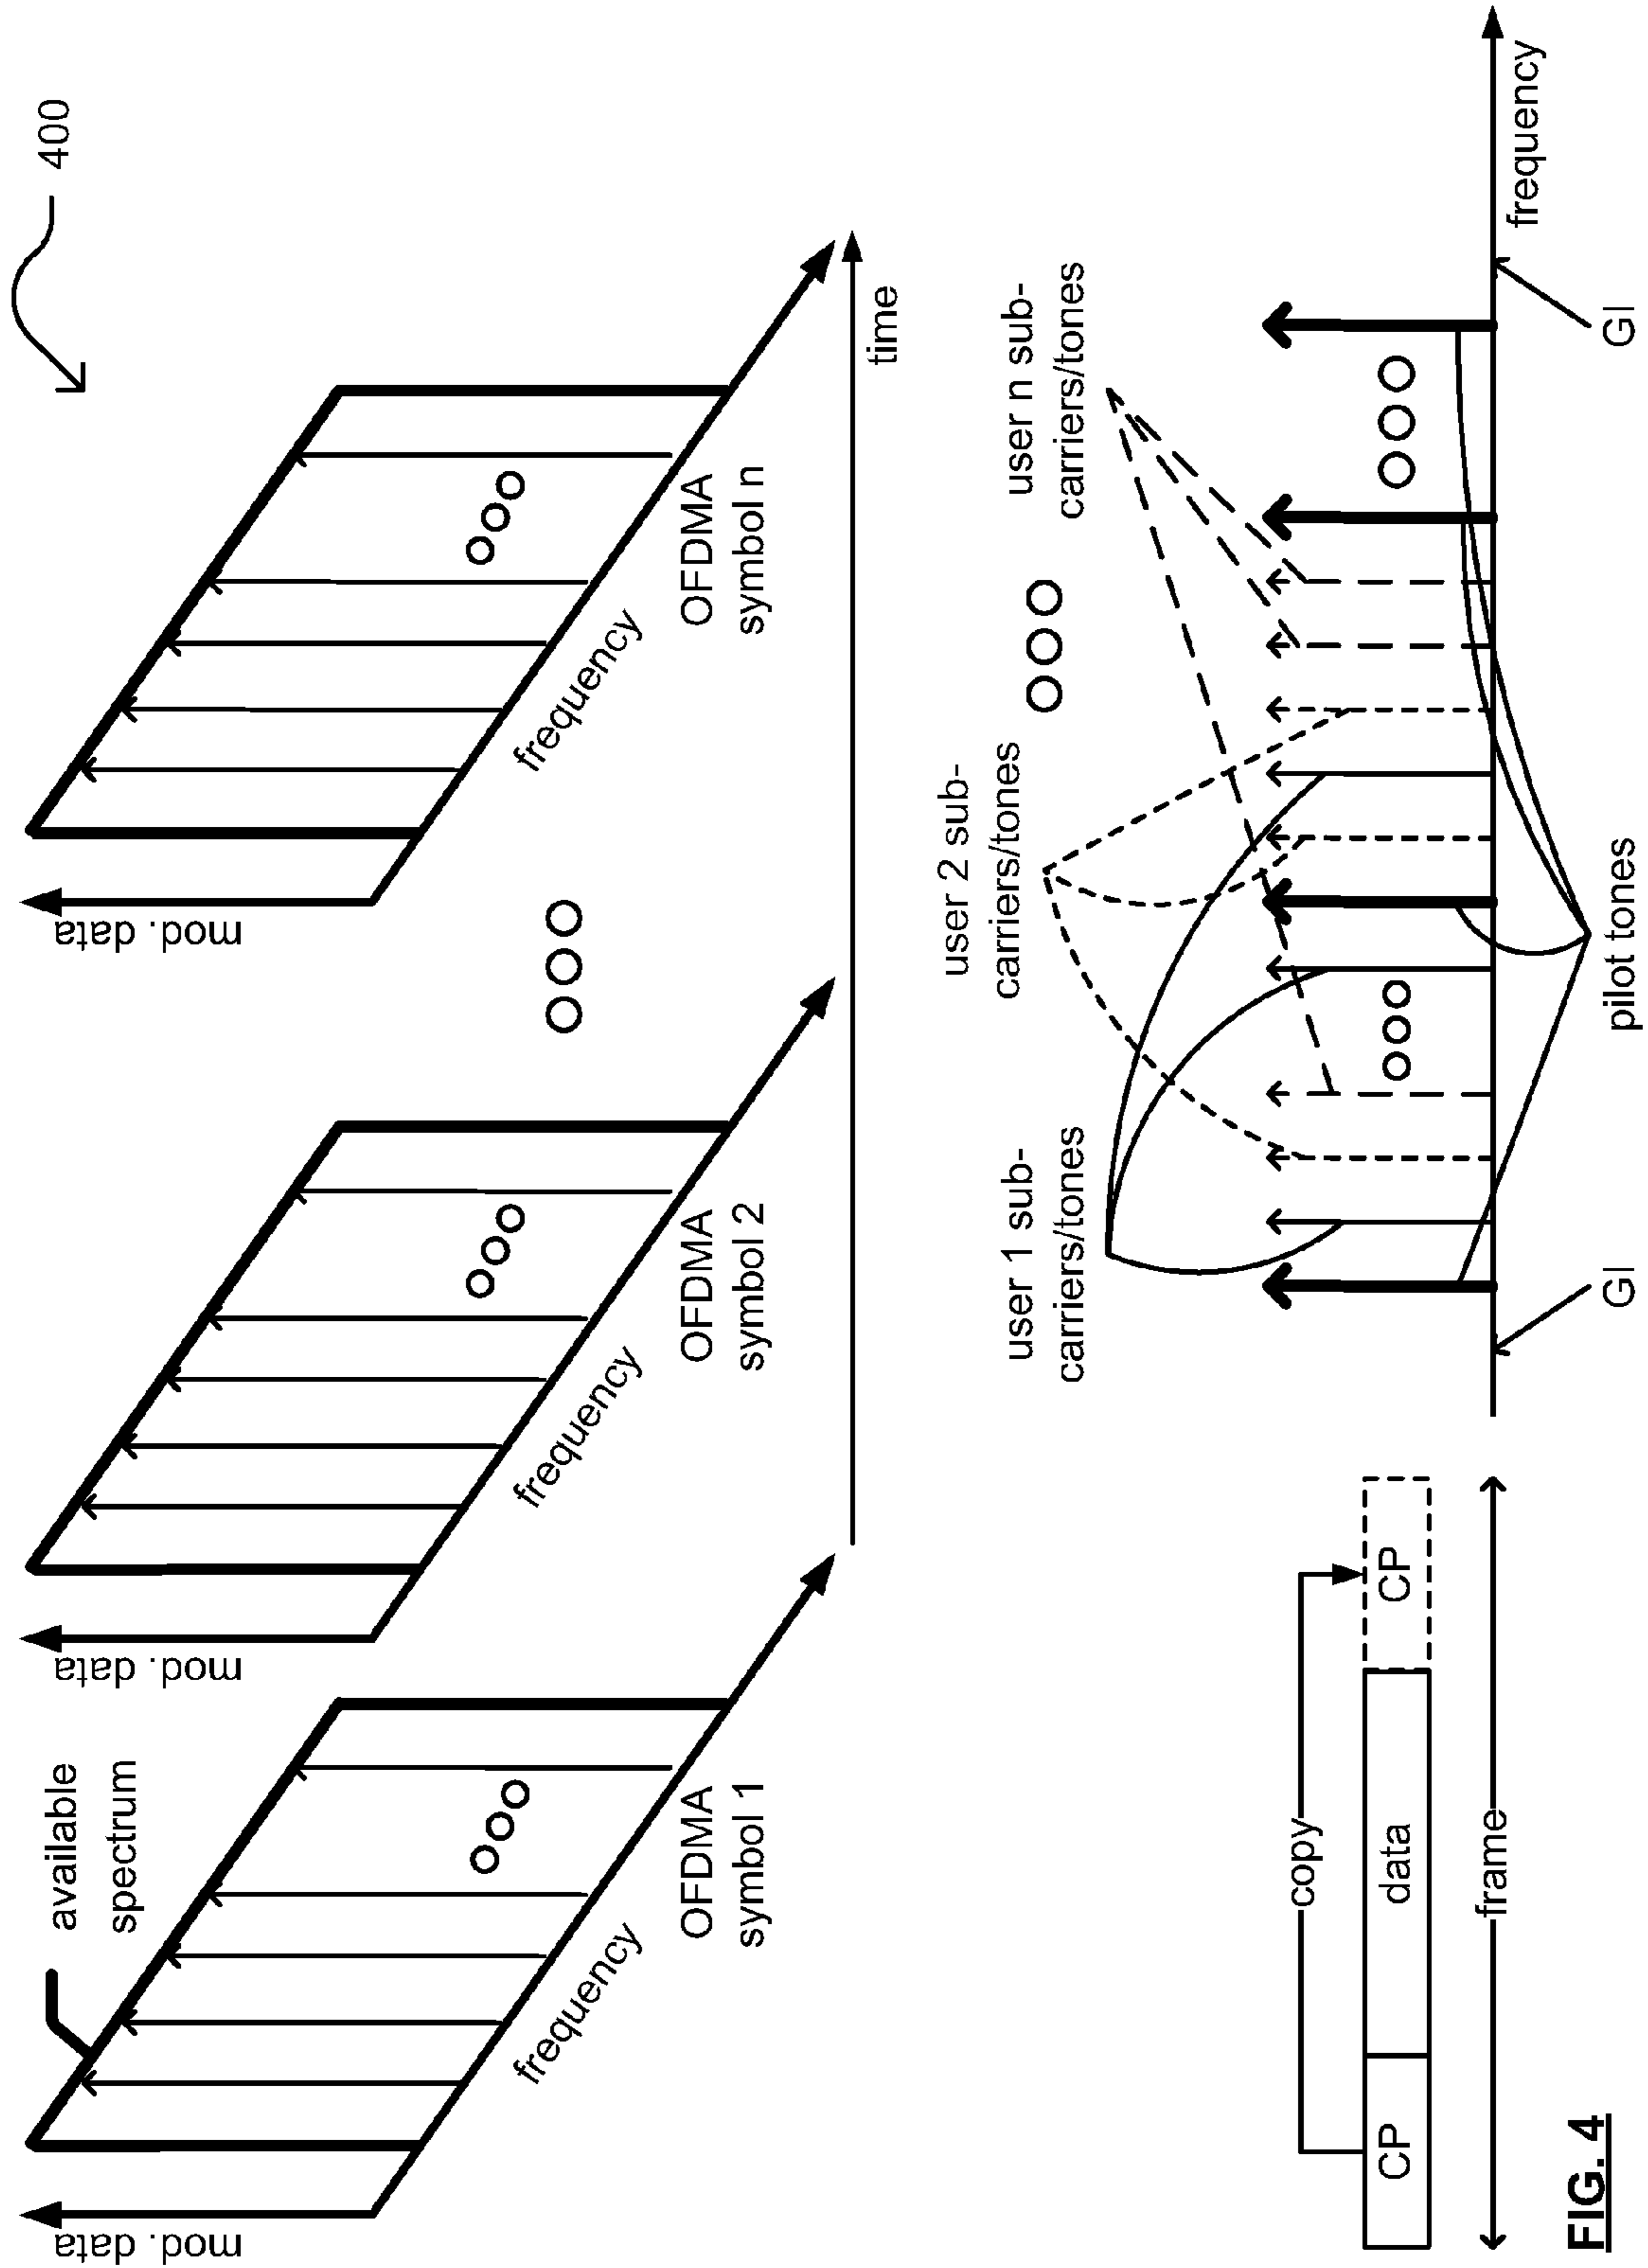 400
available
spectrum
mod. data
mod. data
mod. data
frequency
frequency
frequency
OFDMA
symbol 1
OFDMA
symbol 2
OFDMA
symbol n
time
copy
CP
data
CP
frame
user 1 sub-
carriers/tones
user 2 sub-
carriers/tones
user n sub-
carriers/tones
frequency
GI
pilot tones
GI
FIG. 4